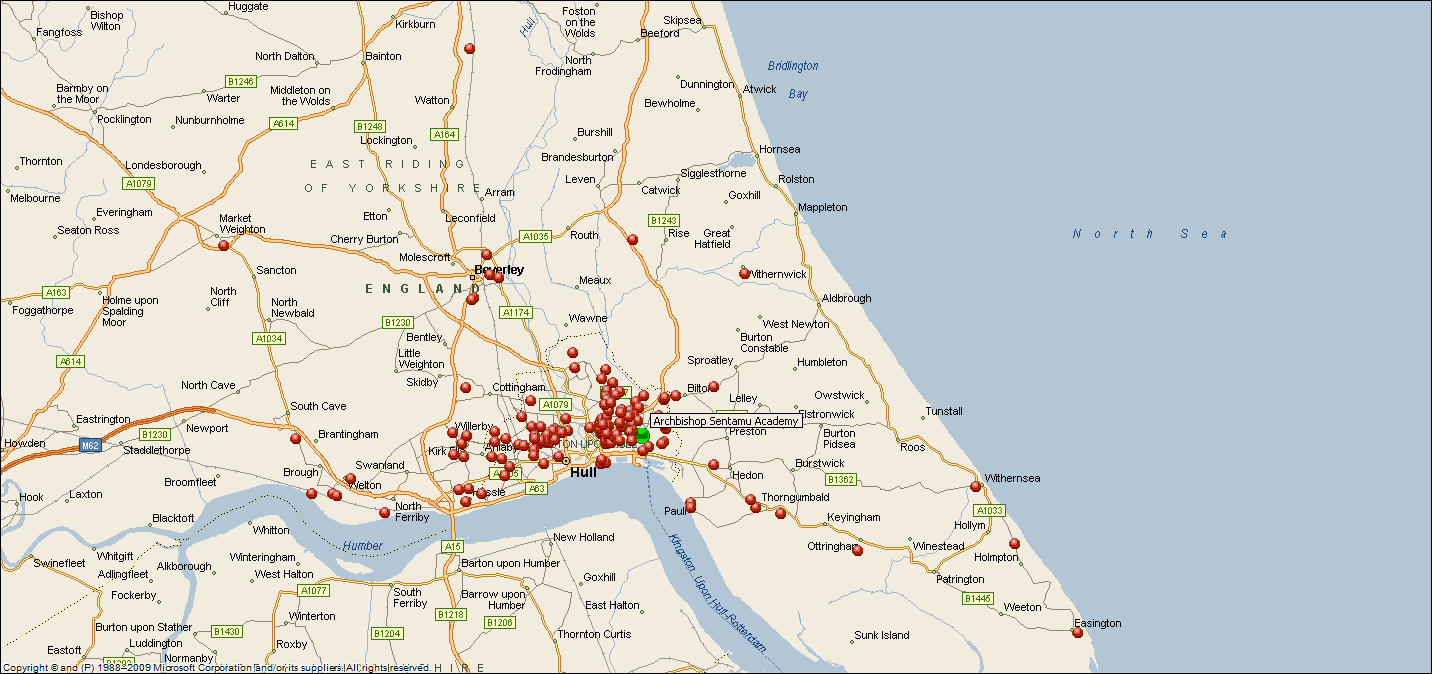 Huggate
Bishop
Wilton
Fangfoss
Kirkburn
Hull
Foston
on the
Wolds
Skipsea
Beeford
North Dalton
Bainton
North
Frodingham
Bridlington
Bay
B1246
Dunnington
Atwick
Barmby on
the Moor
Warter
Middleton on
the Wolds
Watton
Bewholme
Pocklington
Nunburnholme
A614
B1248
A164
Lockington
Burshill
Brandesburton
Hornsea
Thornton
Londesborough
EAST RIDING
OF YORKSHIRE
A1079
Leven
Sigglesthorne
Catwick
Rolston
Melbourne
Arram
Goxhill
Everingham
Market
Weighton
Etton
Leconfield
Mappleton
B1243
Seaton Ross
Cherry Burton
A1035
Routh
Rise
Great
Hatfield
North Sea
Molescroft
Beverley
Sancton
Withernwick
ENGLAND
Meaux
A163
Holme upon
Spalding
Moor
North
Cliff
North
Newbald
Aldbrough
Foggathorpe
B1230
A1174
Wawne
West Newton
A1034
Bentley
Burton
Constable
Little
Weighton
A614
Sproatley
Humbleton
Skidby
North Cave
Cottingham
Bilton
Lelley
Owstwick
South Cave
A1079
Tunstall
Eastrington
Archbishop Sentamu Academy
Elstronwick
Newport
B1230
Brantingham
Willerby
Preston
Burton
Pidsea
Howden
M62
Staddlethorpe
Anlaby
Roos
Swanland
Brough
Burstwick
Hull
Hedon
B1362
Withernsea
Broomfleet
Welton
A63
Hessle
Hook
Laxton
Thorngumbald
A1033
North
Ferriby
Paull
Keyingham
Hollym
Blacktoft
Whitton
Humber
A15
New Holland
Ottringham
Winestead
Holmpton
Whitgift
Swinefleet
Adlingfleet
Alkborough
Winteringham
West Halton
Barton upon Humber
Goxhill
Patrington
Kingston Upon Hull-Rotterdam
Fockerby
A1077
South
Ferriby
Barrow upon
Humber
East Halton
B1445
Weeton
Winterton
B1218
B1206
Easington
Burton upon Stather
B1430
B1204
Thornton Curtis
Sunk Island
Luddington
Roxby
Eastoft
Normanby
Copyright © and (P) 1988–2009 Microsoft Corporation and/or its suppliers. All rights reserved.
HIRE